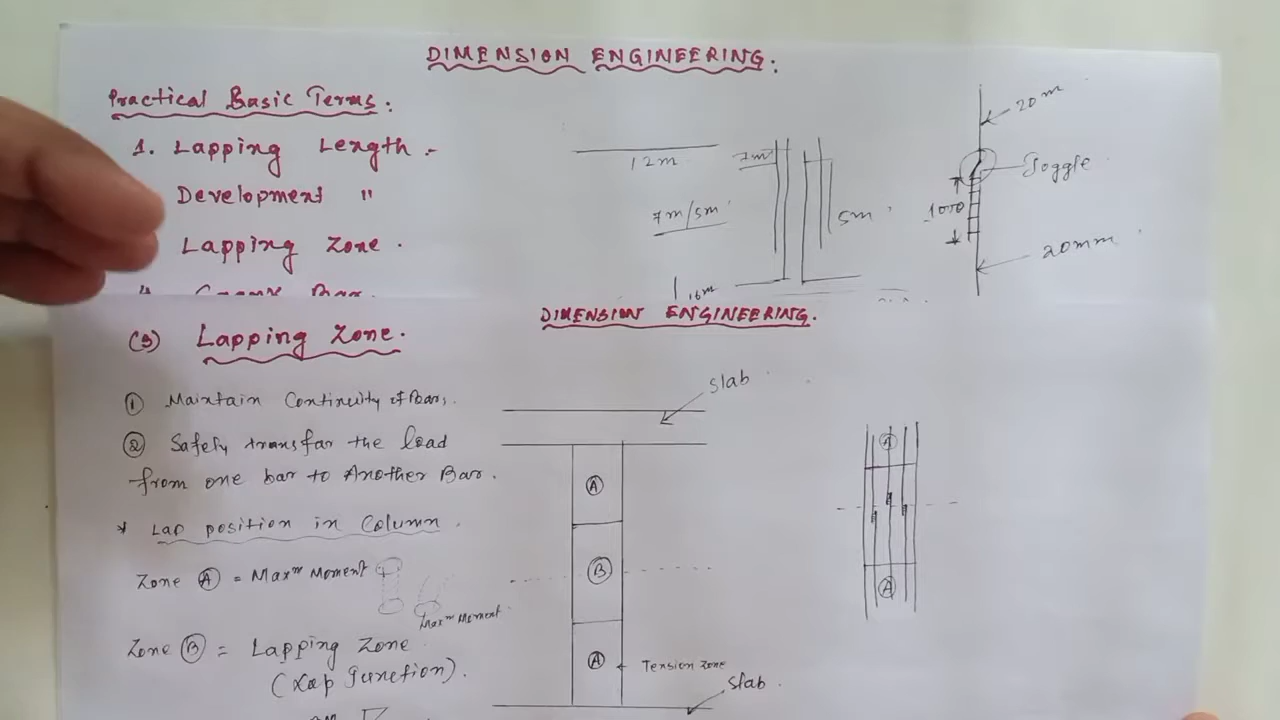 DIMENSION ENGINEERING.
Practical Basic Terms.
1. Lapping Length.-
Development "
Lapping Zone.
12m
7m
7m/5m
5m
16m
20m
Joggle
1000
20mm
DIMENSION ENGINEERING.
(3) Lapping Zone.
① Maintain Continuity of Bars.
② Safely transfar the load
from one bar to Another Bar.
* Lap position in Column.
Zone Ⓐ = Maxᵐ Moment
Maxᵐ Moment
Zone Ⓑ = Lapping Zone
(Lap Junction).
Slab
A
B
A
Tension Zone
Slab
A
A